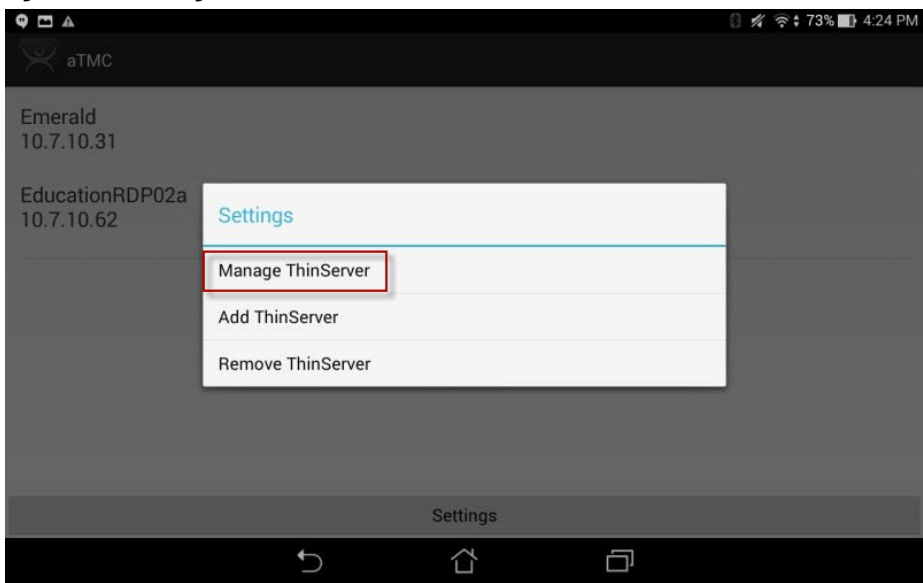 73% 4:24 PM
aTMC
Emerald
10.7.10.31
EducationRDP02a
10.7.10.62
Settings
Manage ThinServer
Add ThinServer
Remove ThinServer
Settings